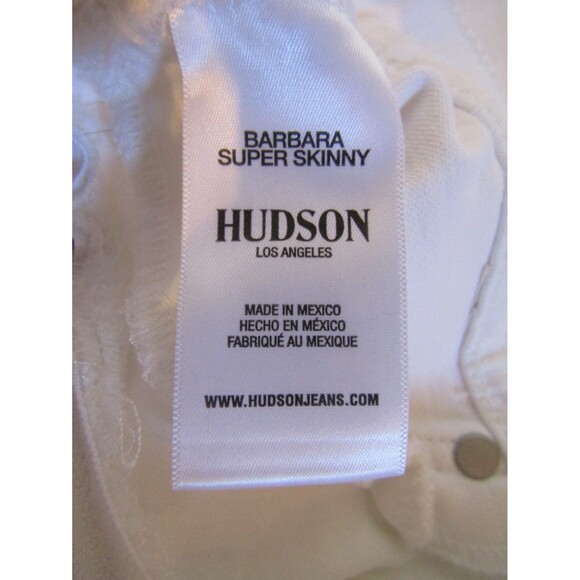 BARBARA
SUPER SKINNY
HUDSON
LOS ANGELES
MADE IN MEXICO
HECHO EN MÉXICO
FABRIQUÉ AU MEXIQUE
WWW.HUDSONJEANS.COM